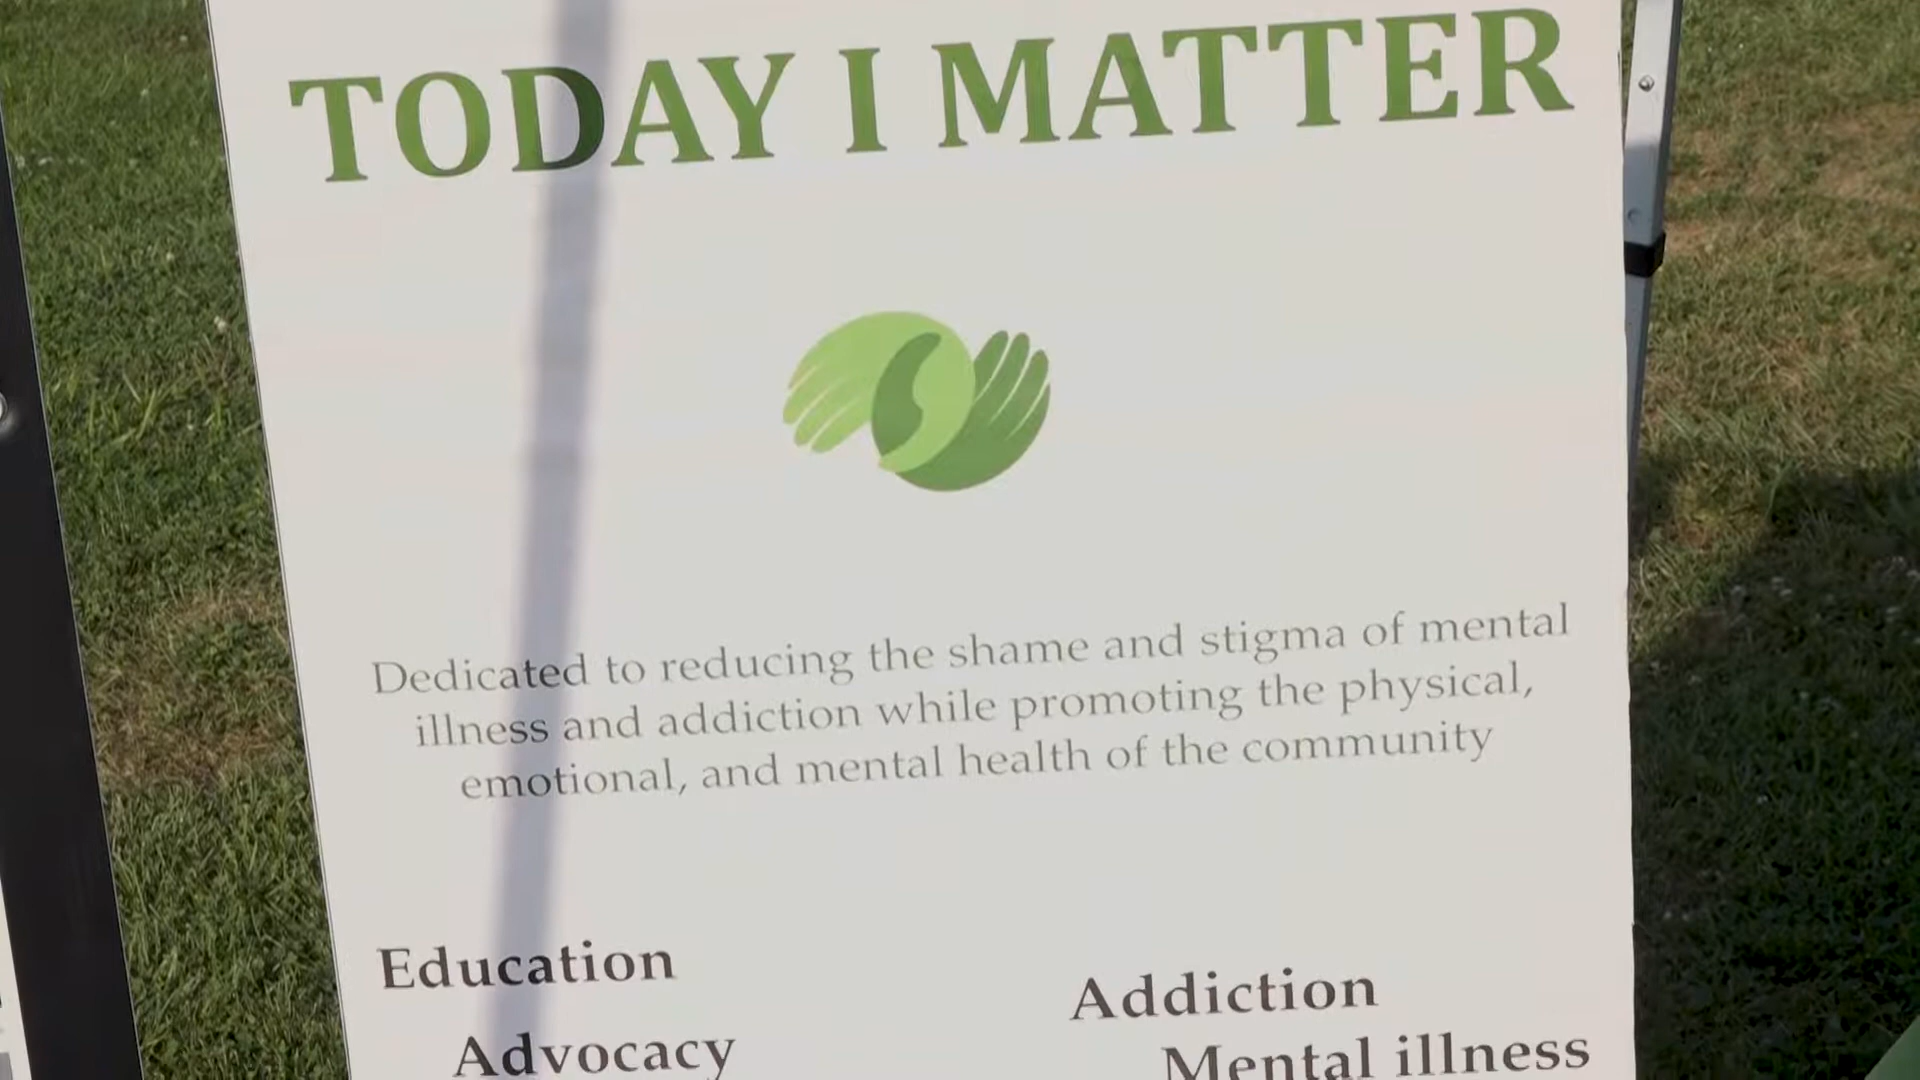 TODAY I MATTER
Dedicated to reducing the shame and stigma of mental
illness and addiction while promoting the physical,
emotional, and mental health of the community
Education
Addiction
Advocacy
Mental illness